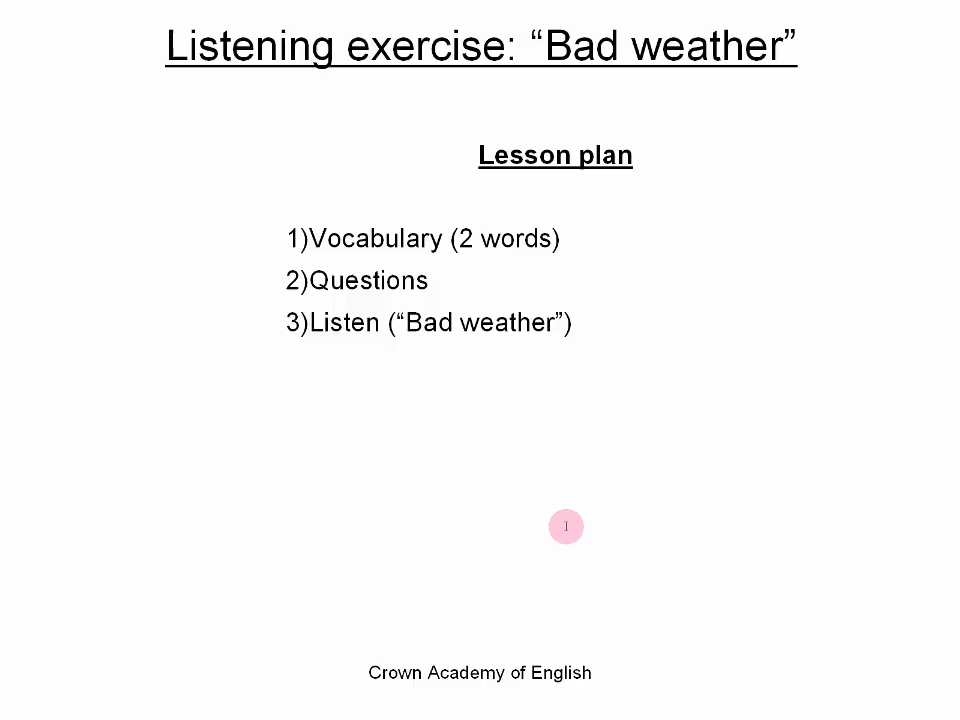 Listening exercise: “Bad weather”
Lesson plan
1)Vocabulary (2 words)
2)Questions
3)Listen (“Bad weather”)
Crown Academy of English